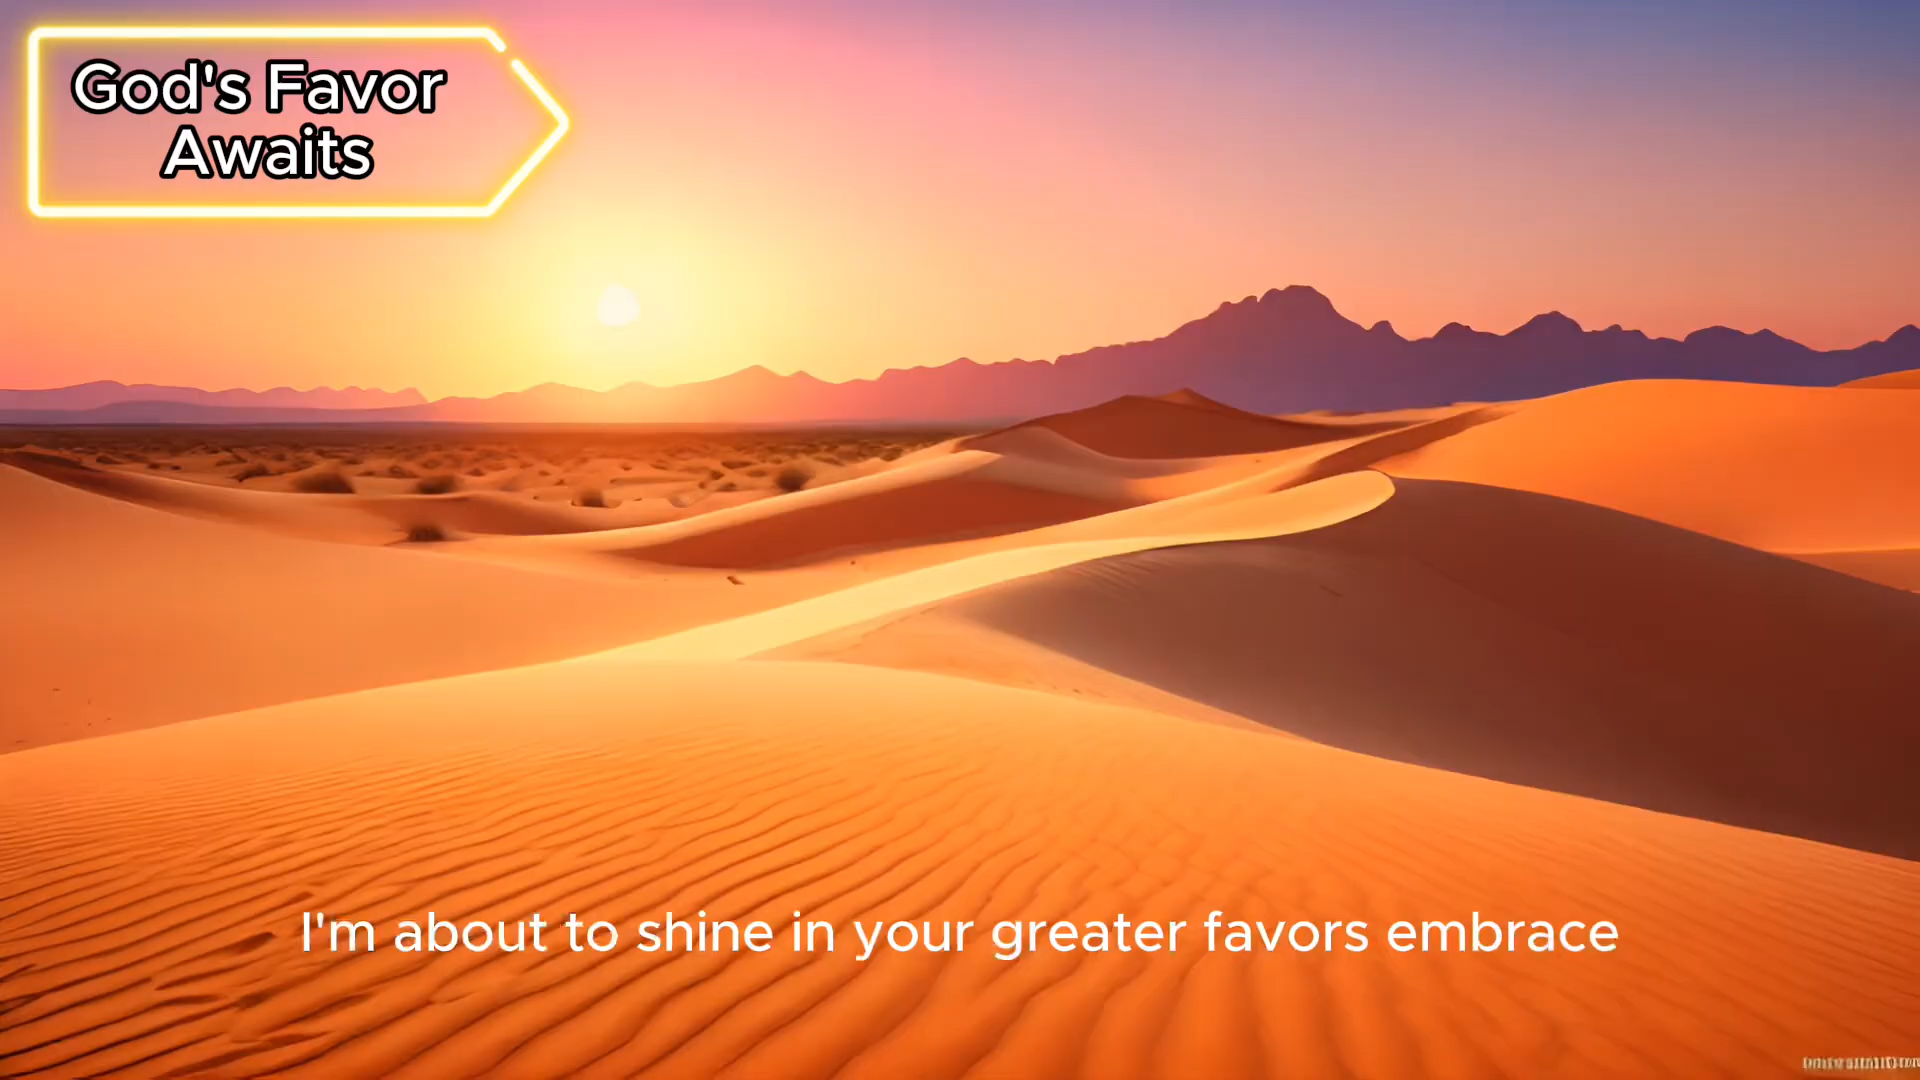 God's Favor
Awaits
I'm about to shine in your greater favors embrace